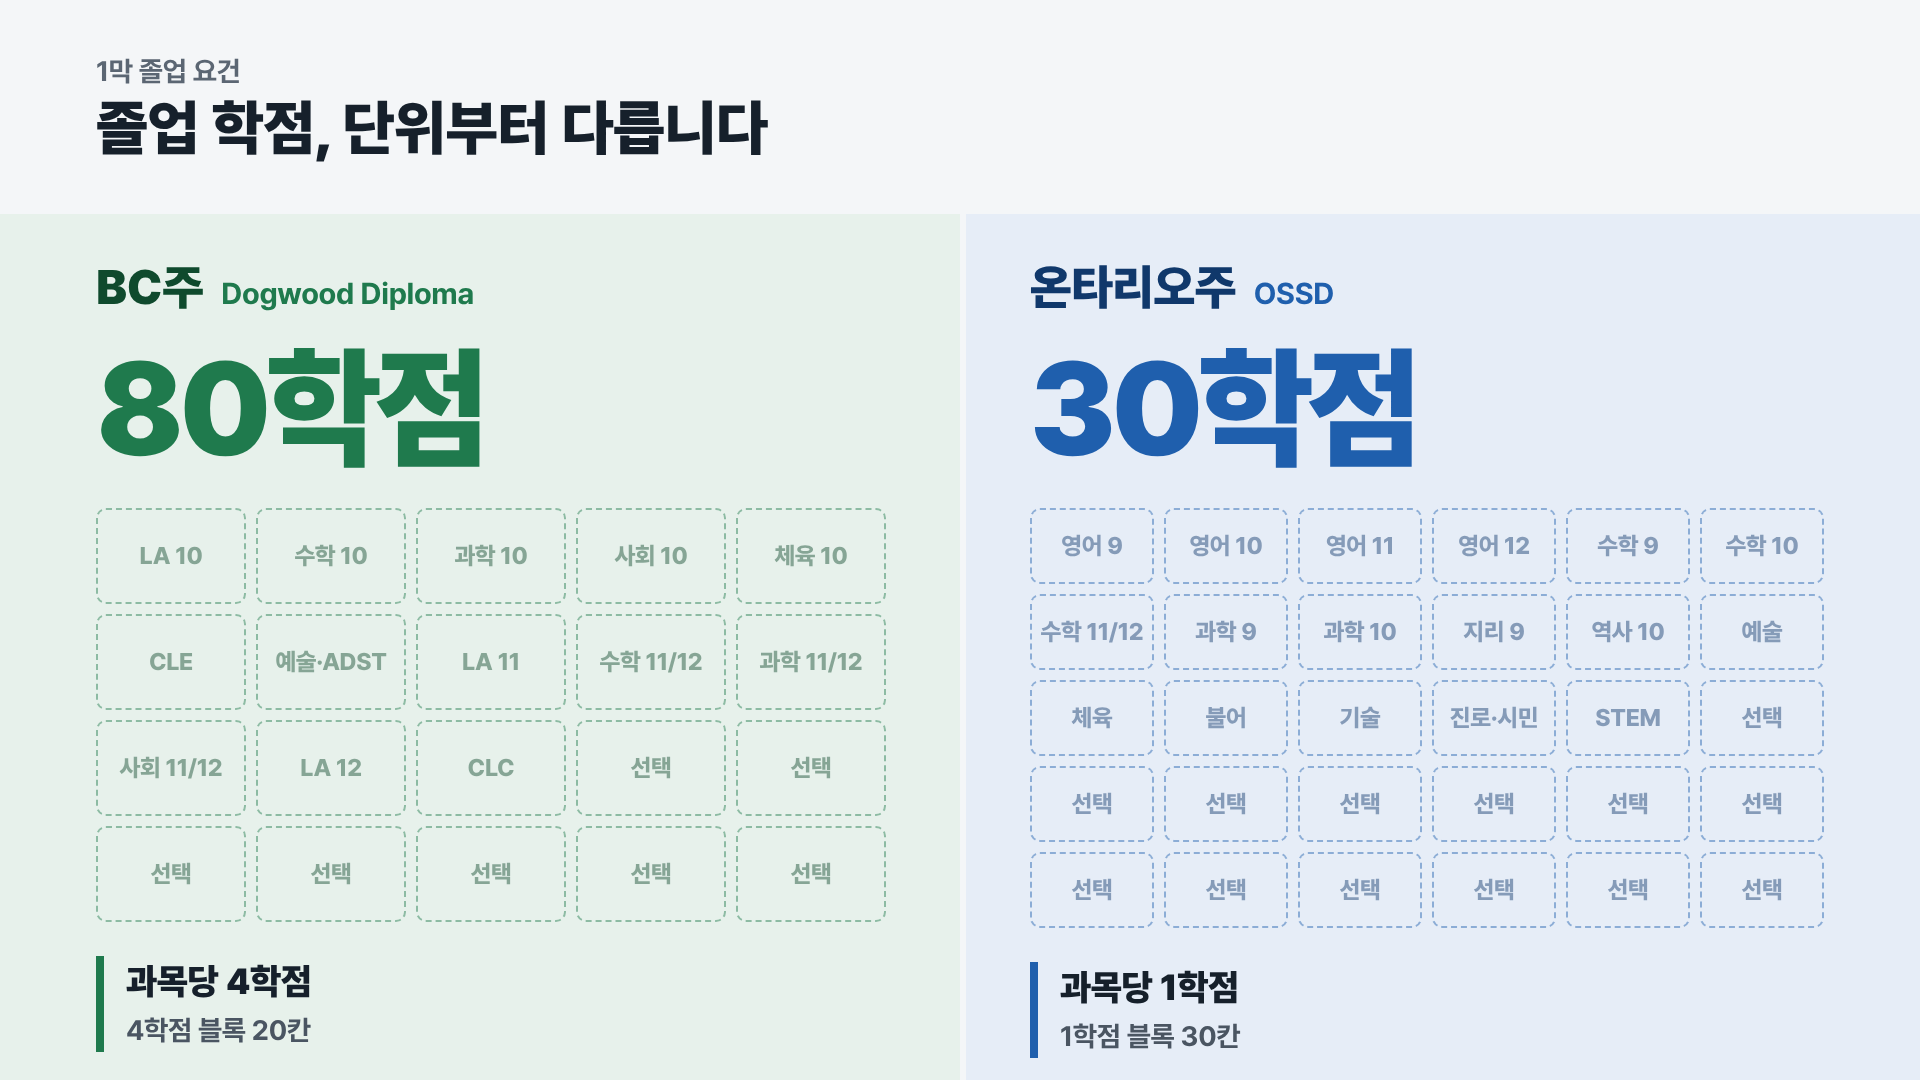 1막 졸업 요건
졸업 학점, 단위부터 다릅니다
BC주 Dogwood Diploma
80학점
LA 10 수학 10 과학 10 사회 10 체육 10
CLE 예술·ADST LA 11 수학 11/12 과학 11/12
사회 11/12 LA 12 CLC 선택 선택
선택 선택 선택 선택 선택
과목당 4학점
4학점 블록 20칸
온타리오주 OSSD
30학점
영어 9 영어 10 영어 11 영어 12 수학 9 수학 10
수학 11/12 과학 9 과학 10 지리 9 역사 10 예술
체육 불어 기술 진로·시민 STEM 선택
선택 선택 선택 선택 선택 선택
선택 선택 선택 선택 선택 선택
과목당 1학점
1학점 블록 30칸